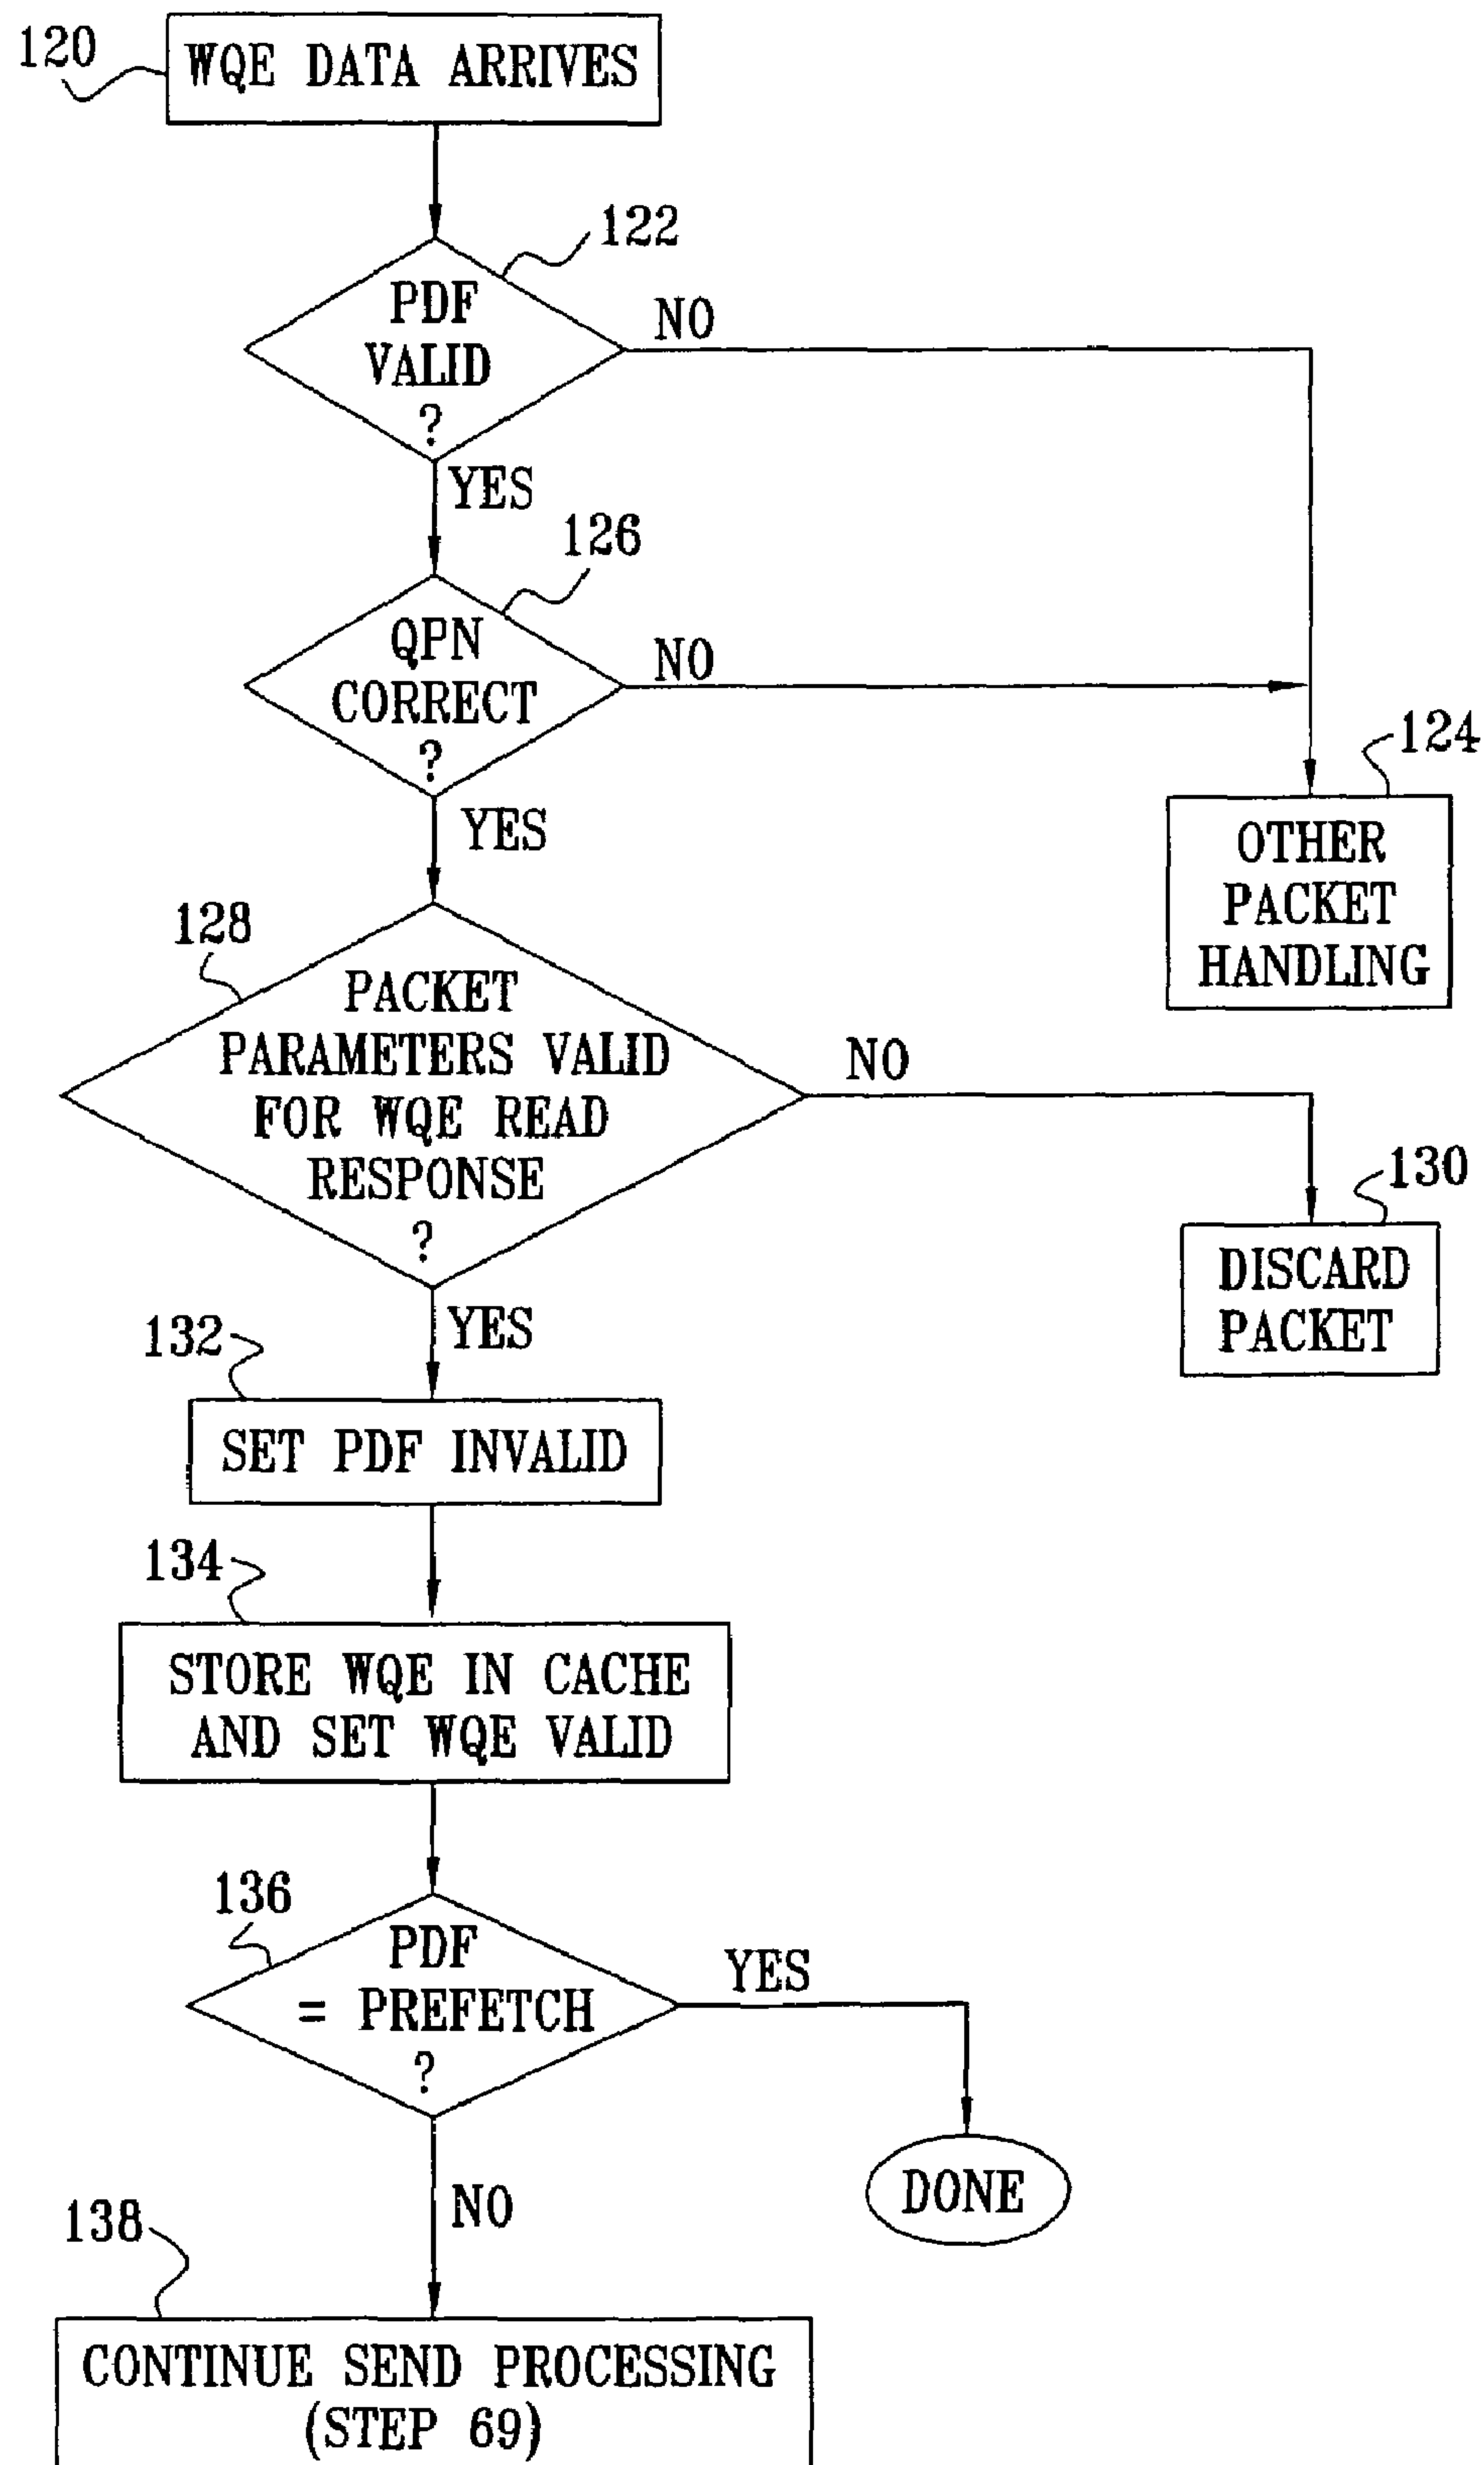 120
WQE DATA ARRIVES
122
PDF
VALID
?
NO
YES
126
QPN
CORRECT
?
NO
YES
124
OTHER
PACKET
HANDLING
128
PACKET
PARAMETERS VALID
FOR WQE READ
RESPONSE
?
NO
130
DISCARD
PACKET
YES
132
SET PDF INVALID
134
STORE WQE IN CACHE
AND SET WQE VALID
136
PDF
= PREFETCH
?
YES
DONE
NO
138
CONTINUE SEND PROCESSING
(STEP 69)